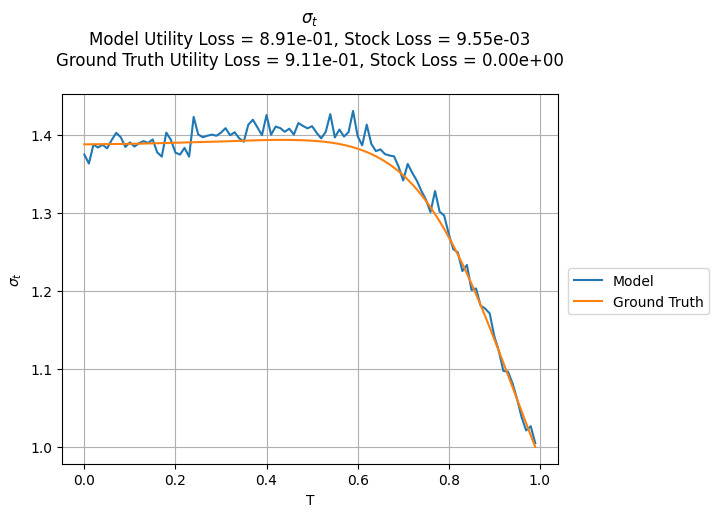 σₜ
Model Utility Loss = 8.91e-01, Stock Loss = 9.55e-03
Ground Truth Utility Loss = 9.11e-01, Stock Loss = 0.00e+00
1.4
1.3
1.2
1.1
1.0
σₜ
0.0 0.2 0.4 0.6 0.8 1.0
T
Model
Ground Truth